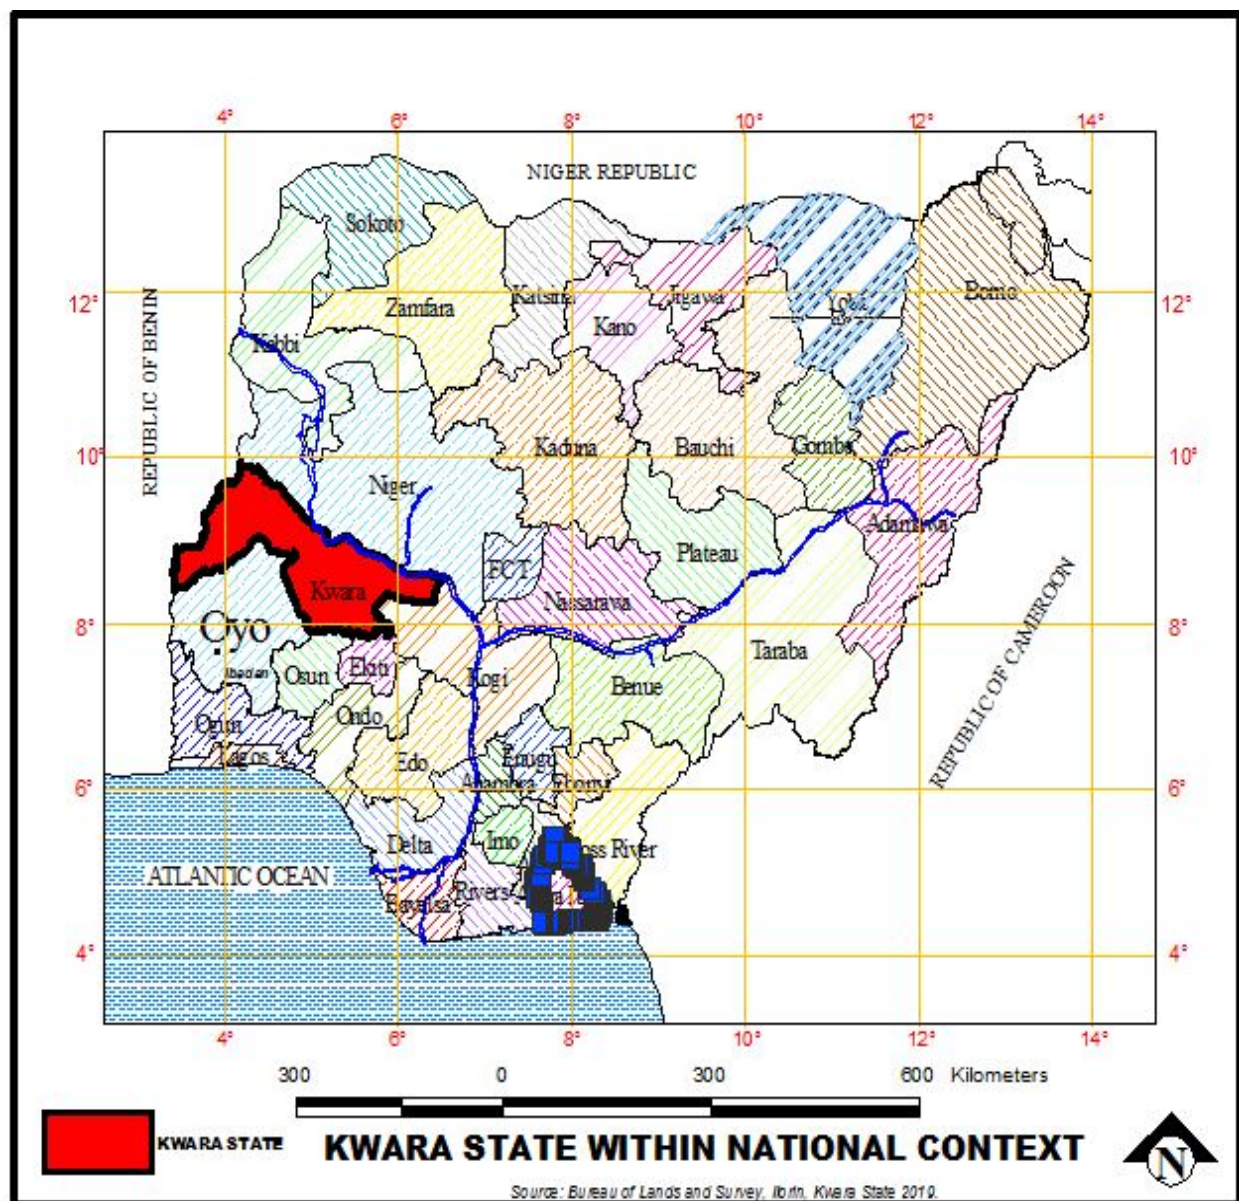 4° 6° 8° 10° 12° 14°
NIGER REPUBLIC
Sokoto
12° 12°
Zamfara
Katsina
Jigawa
Kano
Yobe
Borno
REPUBLIC OF BENIN
Kebbi
10° 10°
Niger
Kaduna
Bauchi
Gombe
Adamawa
Plateau
FCT
Nassarawa
Kwara
8° 8°
Ọyo
Ibadan
Osun
Ekiti
Kogi
Benue
Taraba
REPUBLIC OF CAMEROON
Ogun
Ondo
Lagos
Edo
Enugu
Anambra
Ebonyi
6° 6°
Delta
Imo
oss River
ATLANTIC OCEAN
Bayelsa
Rivers
4° 4°
4° 6° 8° 10° 12° 14°
300 0 300 600 Kilometers
KWARA STATE
KWARA STATE WITHIN NATIONAL CONTEXT
N
Source: Bureau of Lands and Survey, Ilorin, Kwara State 2019.